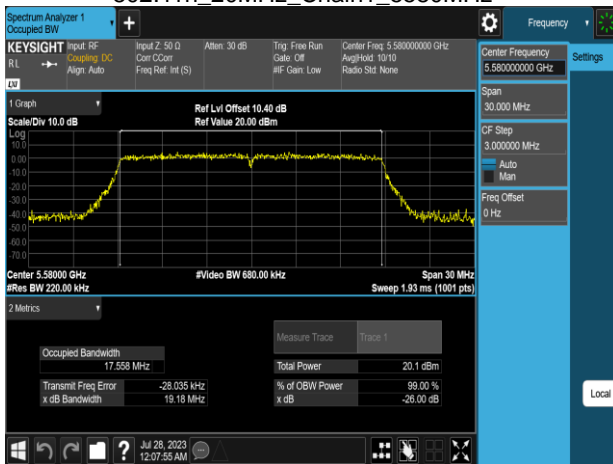 Spectrum Analyzer 1
Occupied BW
+
Frequency
KEYSIGHT
RL
Input: RF
Coupling: DC
Align: Auto
Input Z: 50 Ω
Corr CCorr
Freq Ref: Int (S)
Atten: 30 dB
Trig: Free Run
Gate: Off
#IF Gain: Low
Center Freq: 5.580000000 GHz
Avg|Hold: 10/10
Radio Std: None
LXI
Center Frequency
5.580000000 GHz
Settings
Span
30.000 MHz
CF Step
3.000000 MHz
Auto
Man
Freq Offset
0 Hz
Local
1 Graph
Scale/Div 10.0 dB
Ref Lvl Offset 10.40 dB
Ref Value 20.00 dBm
Log
10.0
0.00
-10.0
-20.0
-30.0
-40.0
-50.0
-60.0
-70.0
Center 5.58000 GHz
#Res BW 220.00 kHz
#Video BW 680.00 kHz
Span 30 MHz
Sweep 1.93 ms (1001 pts)
2 Metrics
Measure Trace
Trace 1
Occupied Bandwidth
17.558 MHz
Total Power
20.1 dBm
Transmit Freq Error
-28.035 kHz
% of OBW Power
99.00 %
x dB Bandwidth
19.18 MHz
x dB
-26.00 dB
?
Jul 28, 2023
12:07:55 AM